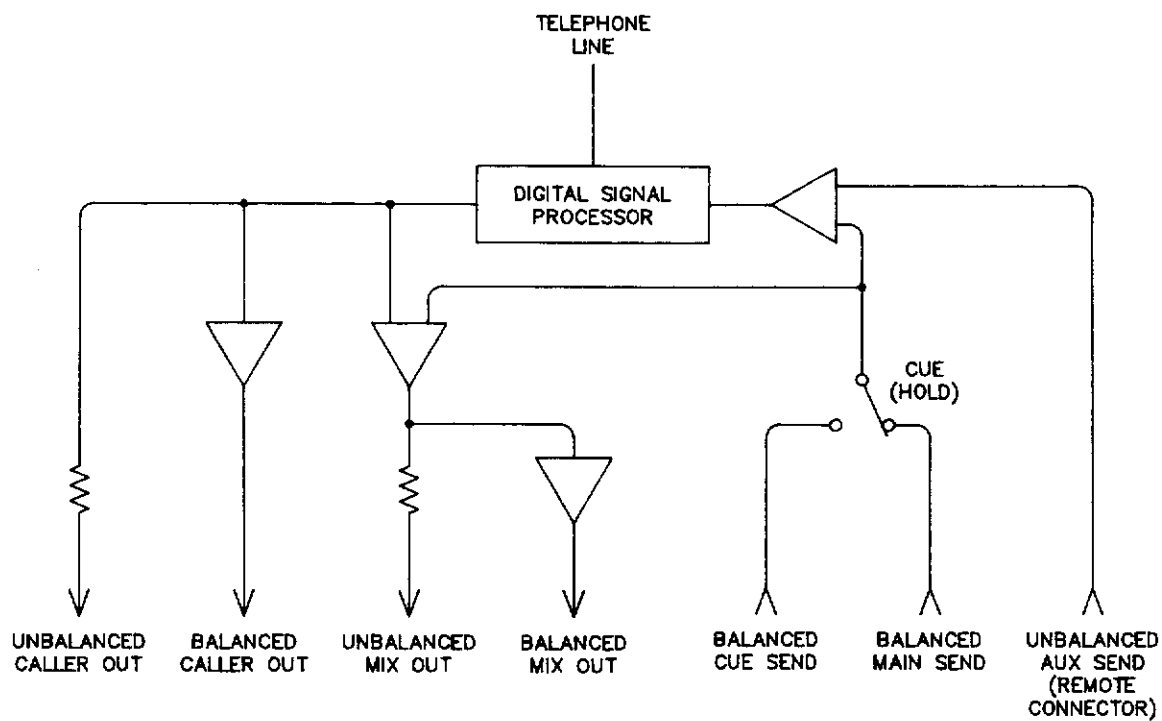 TELEPHONE
LINE
DIGITAL SIGNAL
PROCESSOR
CUE
(HOLD)
UNBALANCED
CALLER OUT
BALANCED
CALLER OUT
UNBALANCED
MIX OUT
BALANCED
MIX OUT
BALANCED
CUE SEND
BALANCED
MAIN SEND
UNBALANCED
AUX SEND
(REMOTE
CONNECTOR)